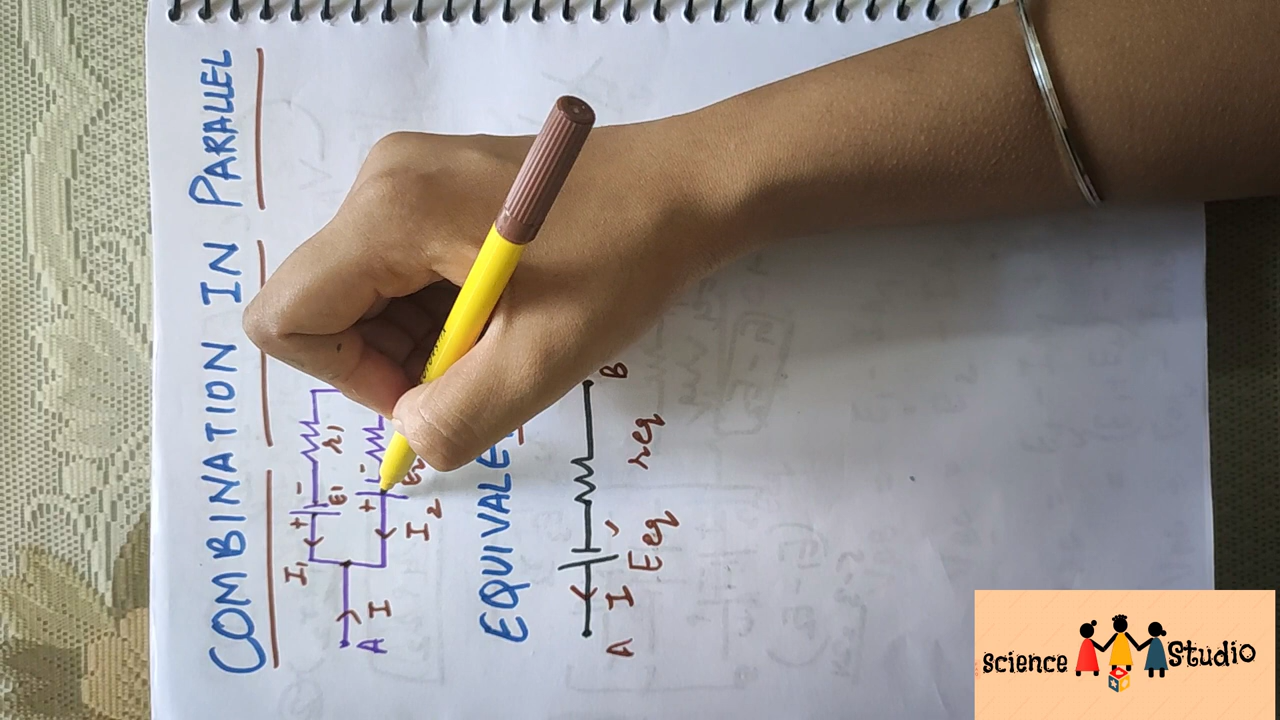 COMBINATION IN PARALLEL
I₁ + - E₁ r₁
A I
I₂ + -
EQUIVALE
A I Eeq req B
Science Studio